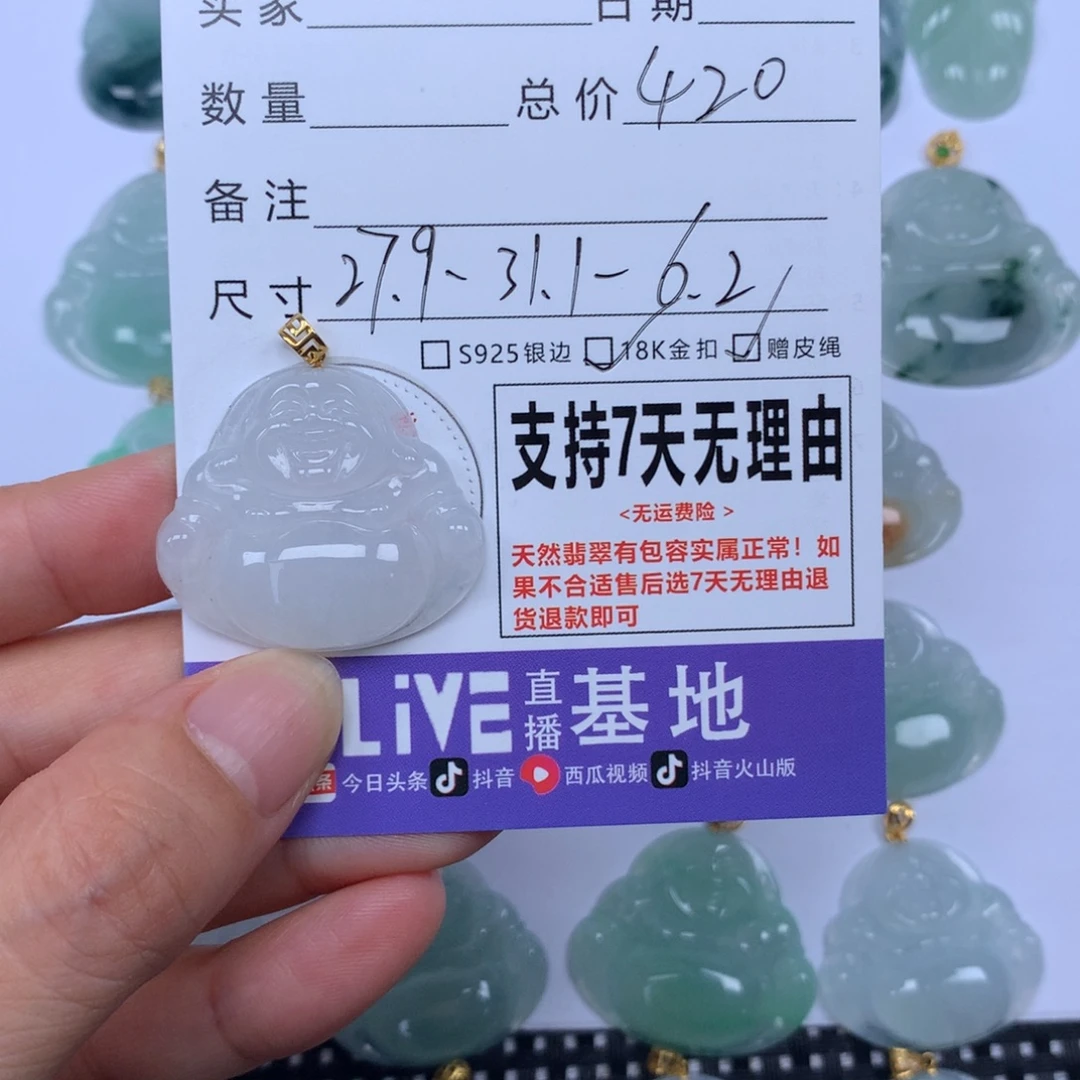 买家 日期
数量 总价 420
备注
尺寸 27.9-31.1-6.2
S925银边 18K金扣 赠皮绳
支持7天无理由
<无运费险 >
天然翡翠有包容实属正常！如
果不合适售后选7天无理由退
货退款即可
LiVE 直播 基地
条 今日头条 抖音 西瓜视频 抖音火山版